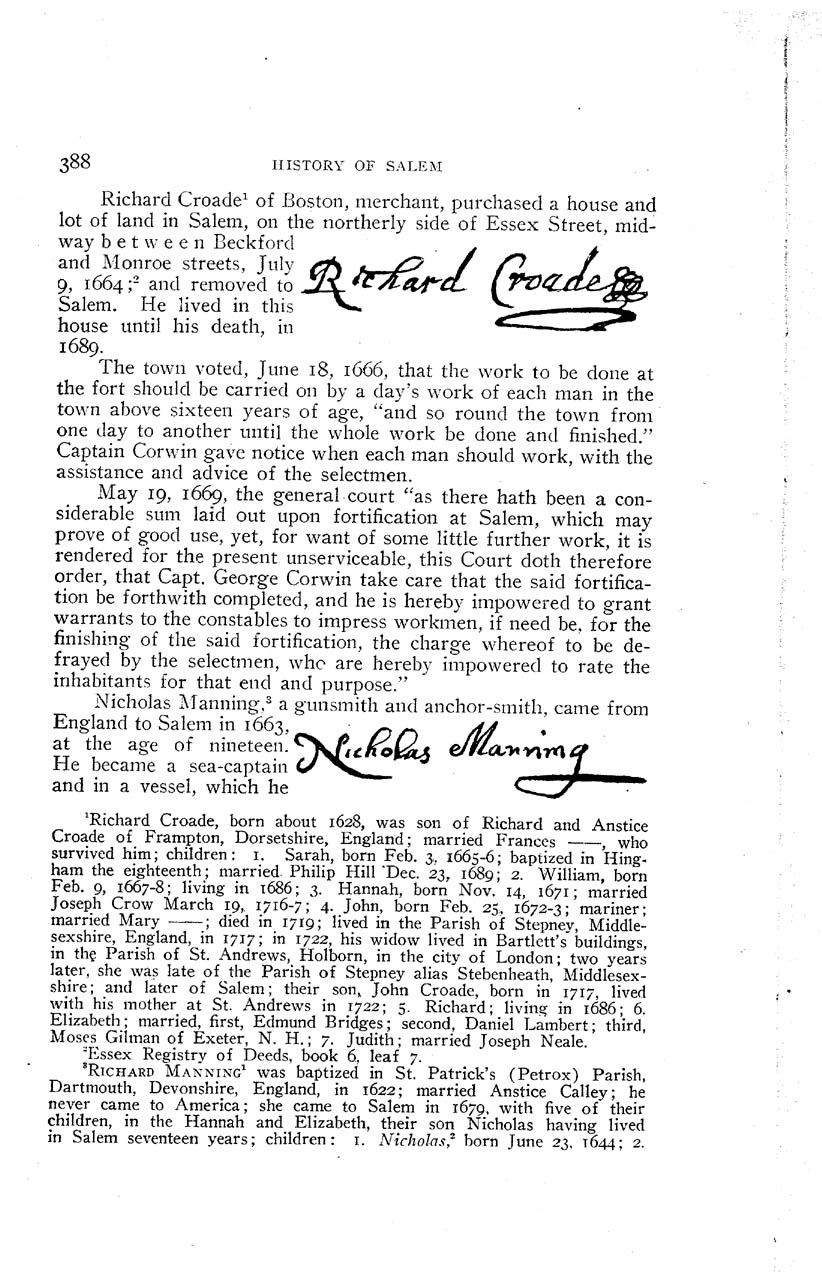 388
HISTORY OF SALEM
Richard Croade¹ of Boston, merchant, purchased a house and
lot of land in Salem, on the northerly side of Essex Street, mid-
way between Beckford
and Monroe streets, July
9, 1664;² and removed to
Salem. He lived in this
house until his death, in
1689.
Richard Croade
The town voted, June 18, 1666, that the work to be done at
the fort should be carried on by a day's work of each man in the
town above sixteen years of age, "and so round the town from
one day to another until the whole work be done and finished."
Captain Corwin gave notice when each man should work, with the
assistance and advice of the selectmen.
May 19, 1669, the general court "as there hath been a con-
siderable sum laid out upon fortification at Salem, which may
prove of good use, yet, for want of some little further work, it is
rendered for the present unserviceable, this Court doth therefore
order, that Capt. George Corwin take care that the said fortifica-
tion be forthwith completed, and he is hereby impowered to grant
warrants to the constables to impress workmen, if need be, for the
finishing of the said fortification, the charge whereof to be de-
frayed by the selectmen, who are hereby impowered to rate the
inhabitants for that end and purpose."
Nicholas Manning,³ a gunsmith and anchor-smith, came from
England to Salem in 1663,
at the age of nineteen.
He became a sea-captain
and in a vessel, which he
Nicholas Manning
¹Richard Croade, born about 1628, was son of Richard and Anstice
Croade of Frampton, Dorsetshire, England; married Frances ——, who
survived him; children: 1. Sarah, born Feb. 3, 1665-6; baptized in Hing-
ham the eighteenth; married Philip Hill Dec. 23, 1689; 2. William, born
Feb. 9, 1667-8; living in 1686; 3. Hannah, born Nov. 14, 1671; married
Joseph Crow March 19, 1716-7; 4. John, born Feb. 25, 1672-3; mariner;
married Mary ——; died in 1719; lived in the Parish of Stepney, Middle-
sexshire, England, in 1717; in 1722, his widow lived in Bartlett's buildings,
in the Parish of St. Andrews, Holborn, in the city of London; two years
later, she was late of the Parish of Stepney alias Stebenheath, Middlesex-
shire; and later of Salem; their son, John Croade, born in 1717, lived
with his mother at St. Andrews in 1722; 5. Richard; living in 1686; 6.
Elizabeth; married, first, Edmund Bridges; second, Daniel Lambert; third,
Moses Gilman of Exeter, N. H.; 7. Judith; married Joseph Neale.
²Essex Registry of Deeds, book 6, leaf 7.
³RICHARD MANNING¹ was baptized in St. Patrick's (Petrox) Parish,
Dartmouth, Devonshire, England, in 1622; married Anstice Calley; he
never came to America; she came to Salem in 1679, with five of their
children, in the Hannah and Elizabeth, their son Nicholas having lived
in Salem seventeen years; children: 1. Nicholas,² born June 23, 1644; 2.